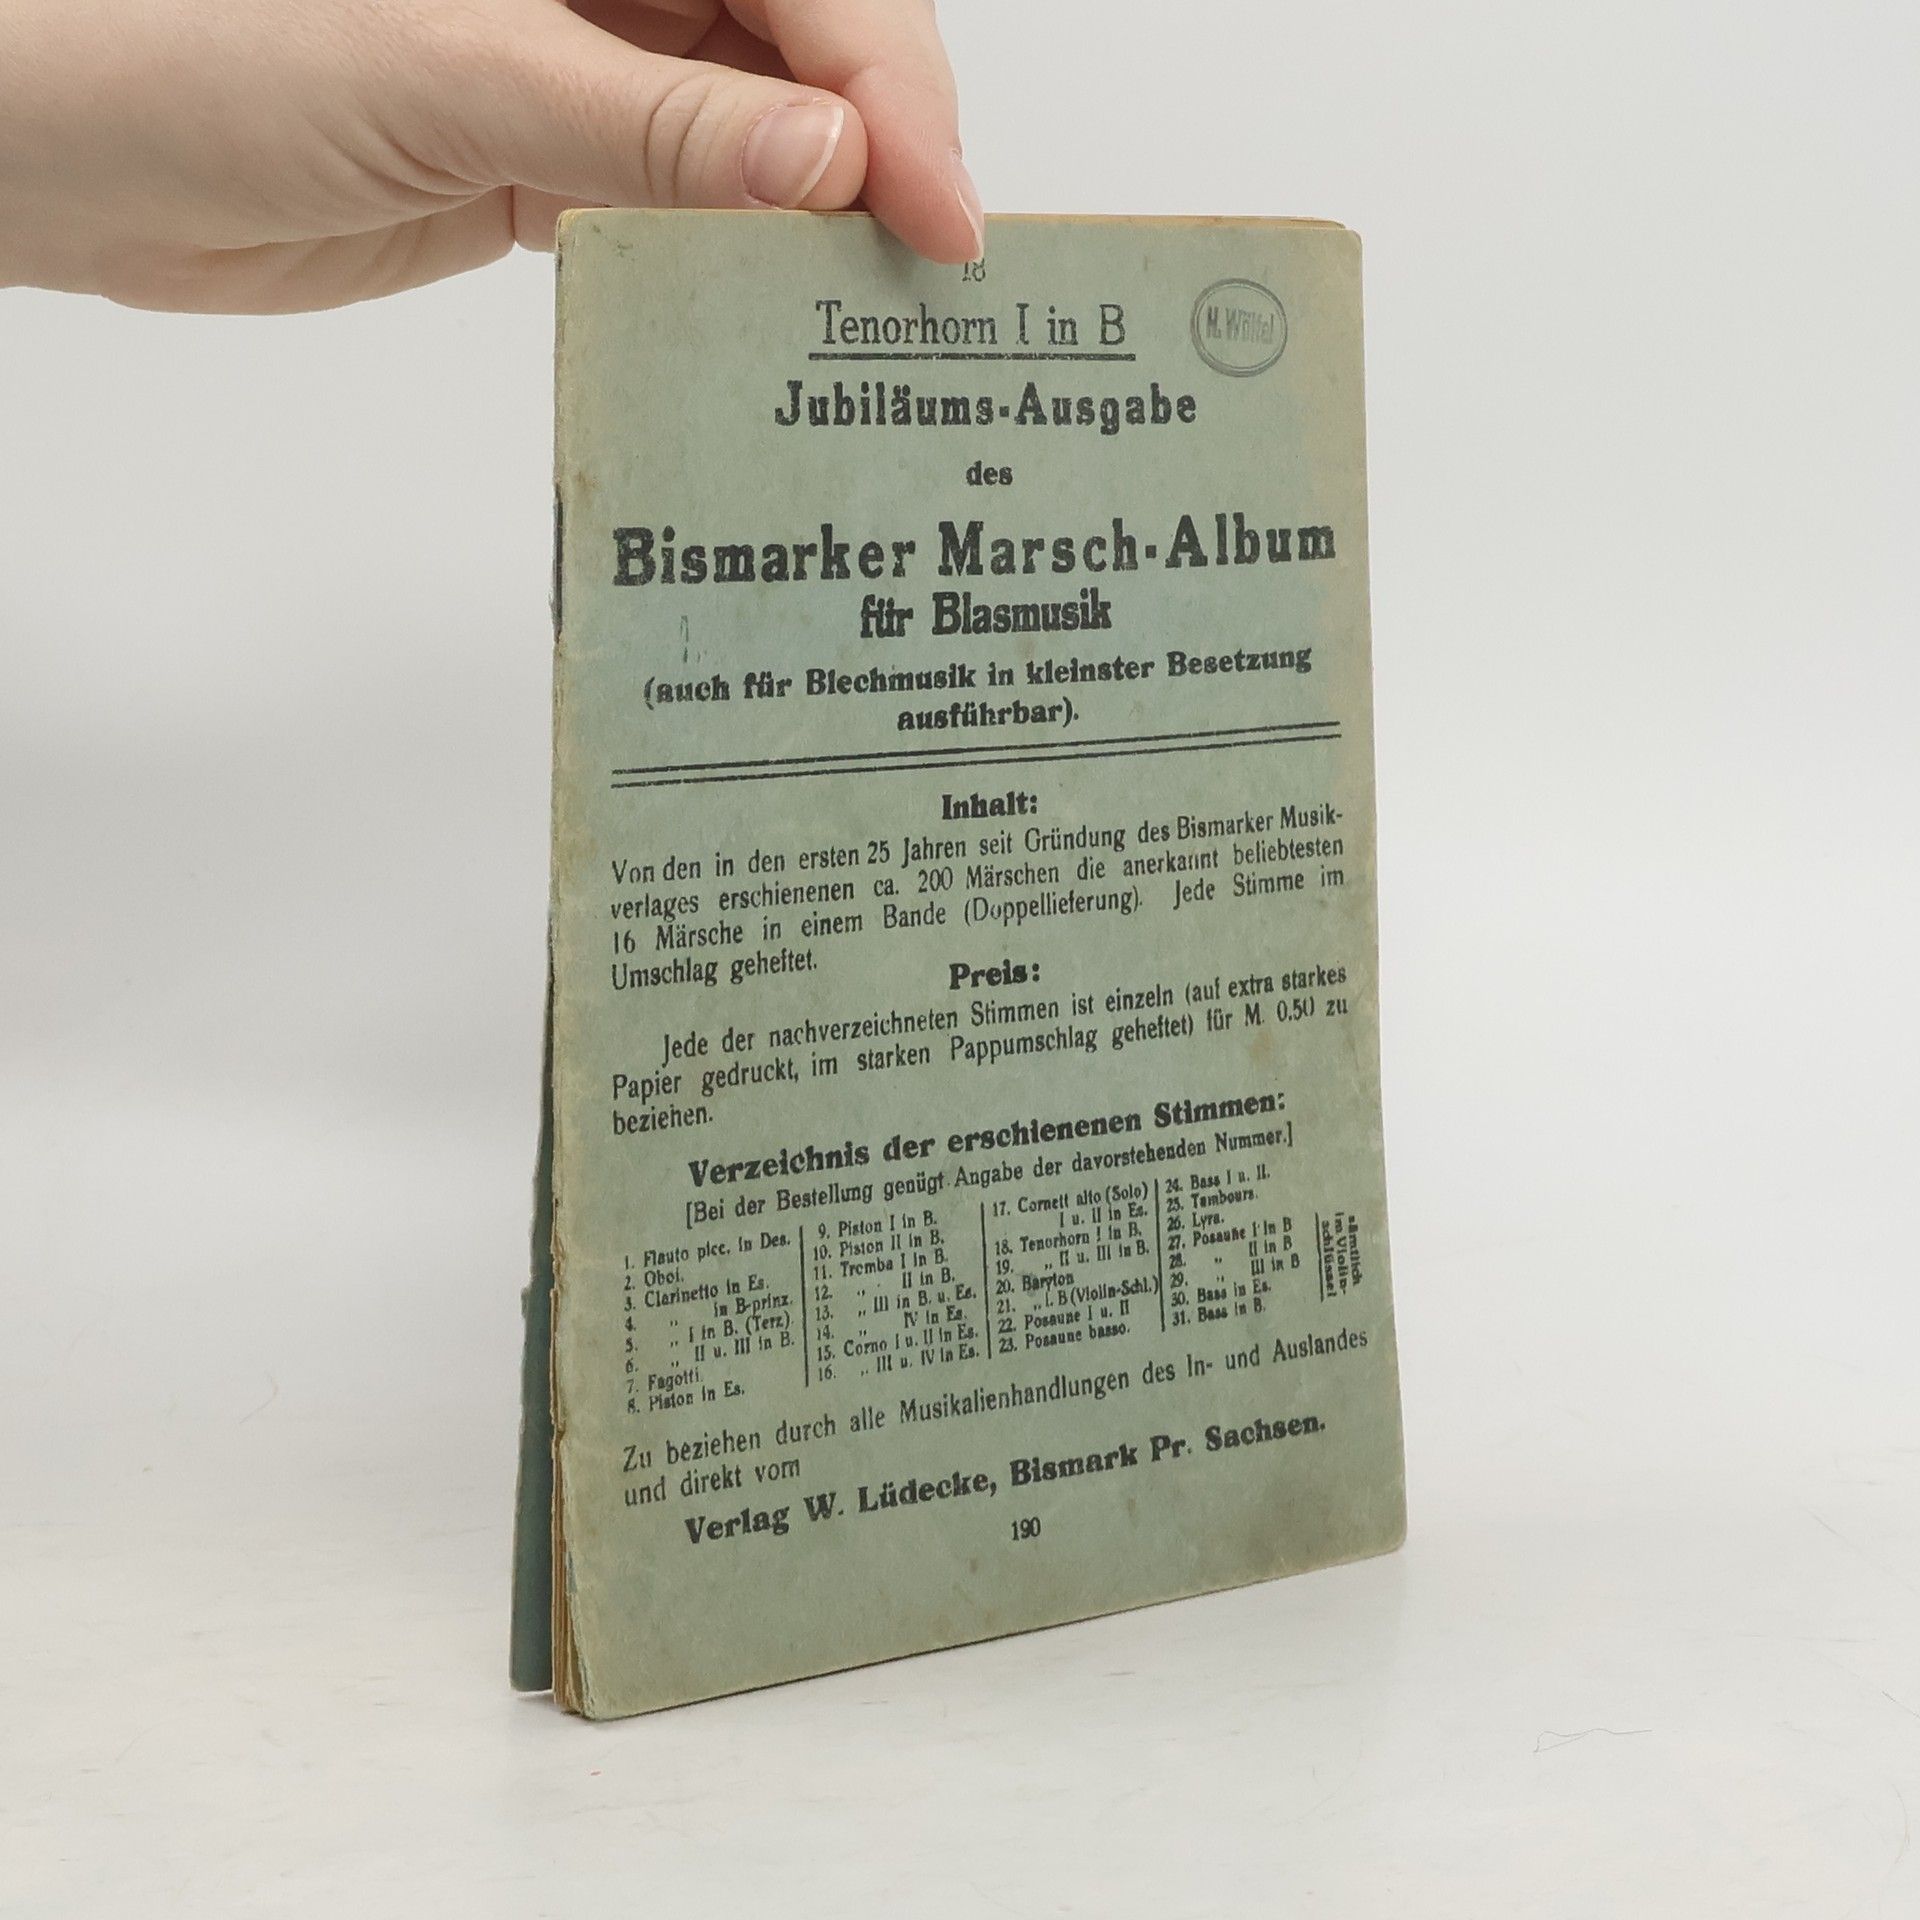 18
Tenorhorn I in B
Jubiläums-Ausgabe
des
Bismarker Marsch-Album
für Blasmusik
(auch für Blechmusik in kleinster Besetzung
ausführbar).
Inhalt:
Von den in den ersten 25 Jahren seit Gründung des Bismarker Musik-
verlages erschienenen ca. 200 Märschen die anerkannt beliebtesten
16 Märsche in einem Bande (Doppellieferung). Jede Stimme im
Umschlag geheftet.
Preis:
Jede der nachverzeichneten Stimmen ist einzeln (auf extra starkes
Papier gedruckt, im starken Pappumschlag geheftet) für M. 0.50 zu
beziehen.
Verzeichnis der erschienenen Stimmen:
[Bei der Bestellung genügt Angabe der davorstehenden Nummer.]
1. Flauto picc. in Des.
2. Oboi.
3. Clarinetto in Es.
4. „ in B-prinz.
5. „ I in B. (Terz).
6. „ II u. III in B.
7. Fagotti.
8. Piston in Es.
9. Piston I in B.
10. Piston II in B.
11. Tromba I in B.
12. „ II in B.
13. „ III in B. u. Es.
14. „ IV in Es.
15. Corno I u. II in Es.
16. „ III u. IV in Es.
17. Cornett alto (Solo)
I u. II in Es.
18. Tenorhorn I in B.
19. „ II u. III in B.
20. Baryton
21. „ i. B (Violin-Schl.)
22. Posaune I u. II
23. Posaune basso.
24. Bass I u. II.
25. Tambours.
26. Lyra.
27. Posaune I in B
28. „ II in B
29. „ III in B
30. Bass in Es.
31. Bass in B.
sämtlich
im Violin-
schlüssel
Zu beziehen durch alle Musikalienhandlungen des In- und Auslandes
und direkt vom
Verlag W. Lüdecke, Bismark Pr. Sachsen.
190